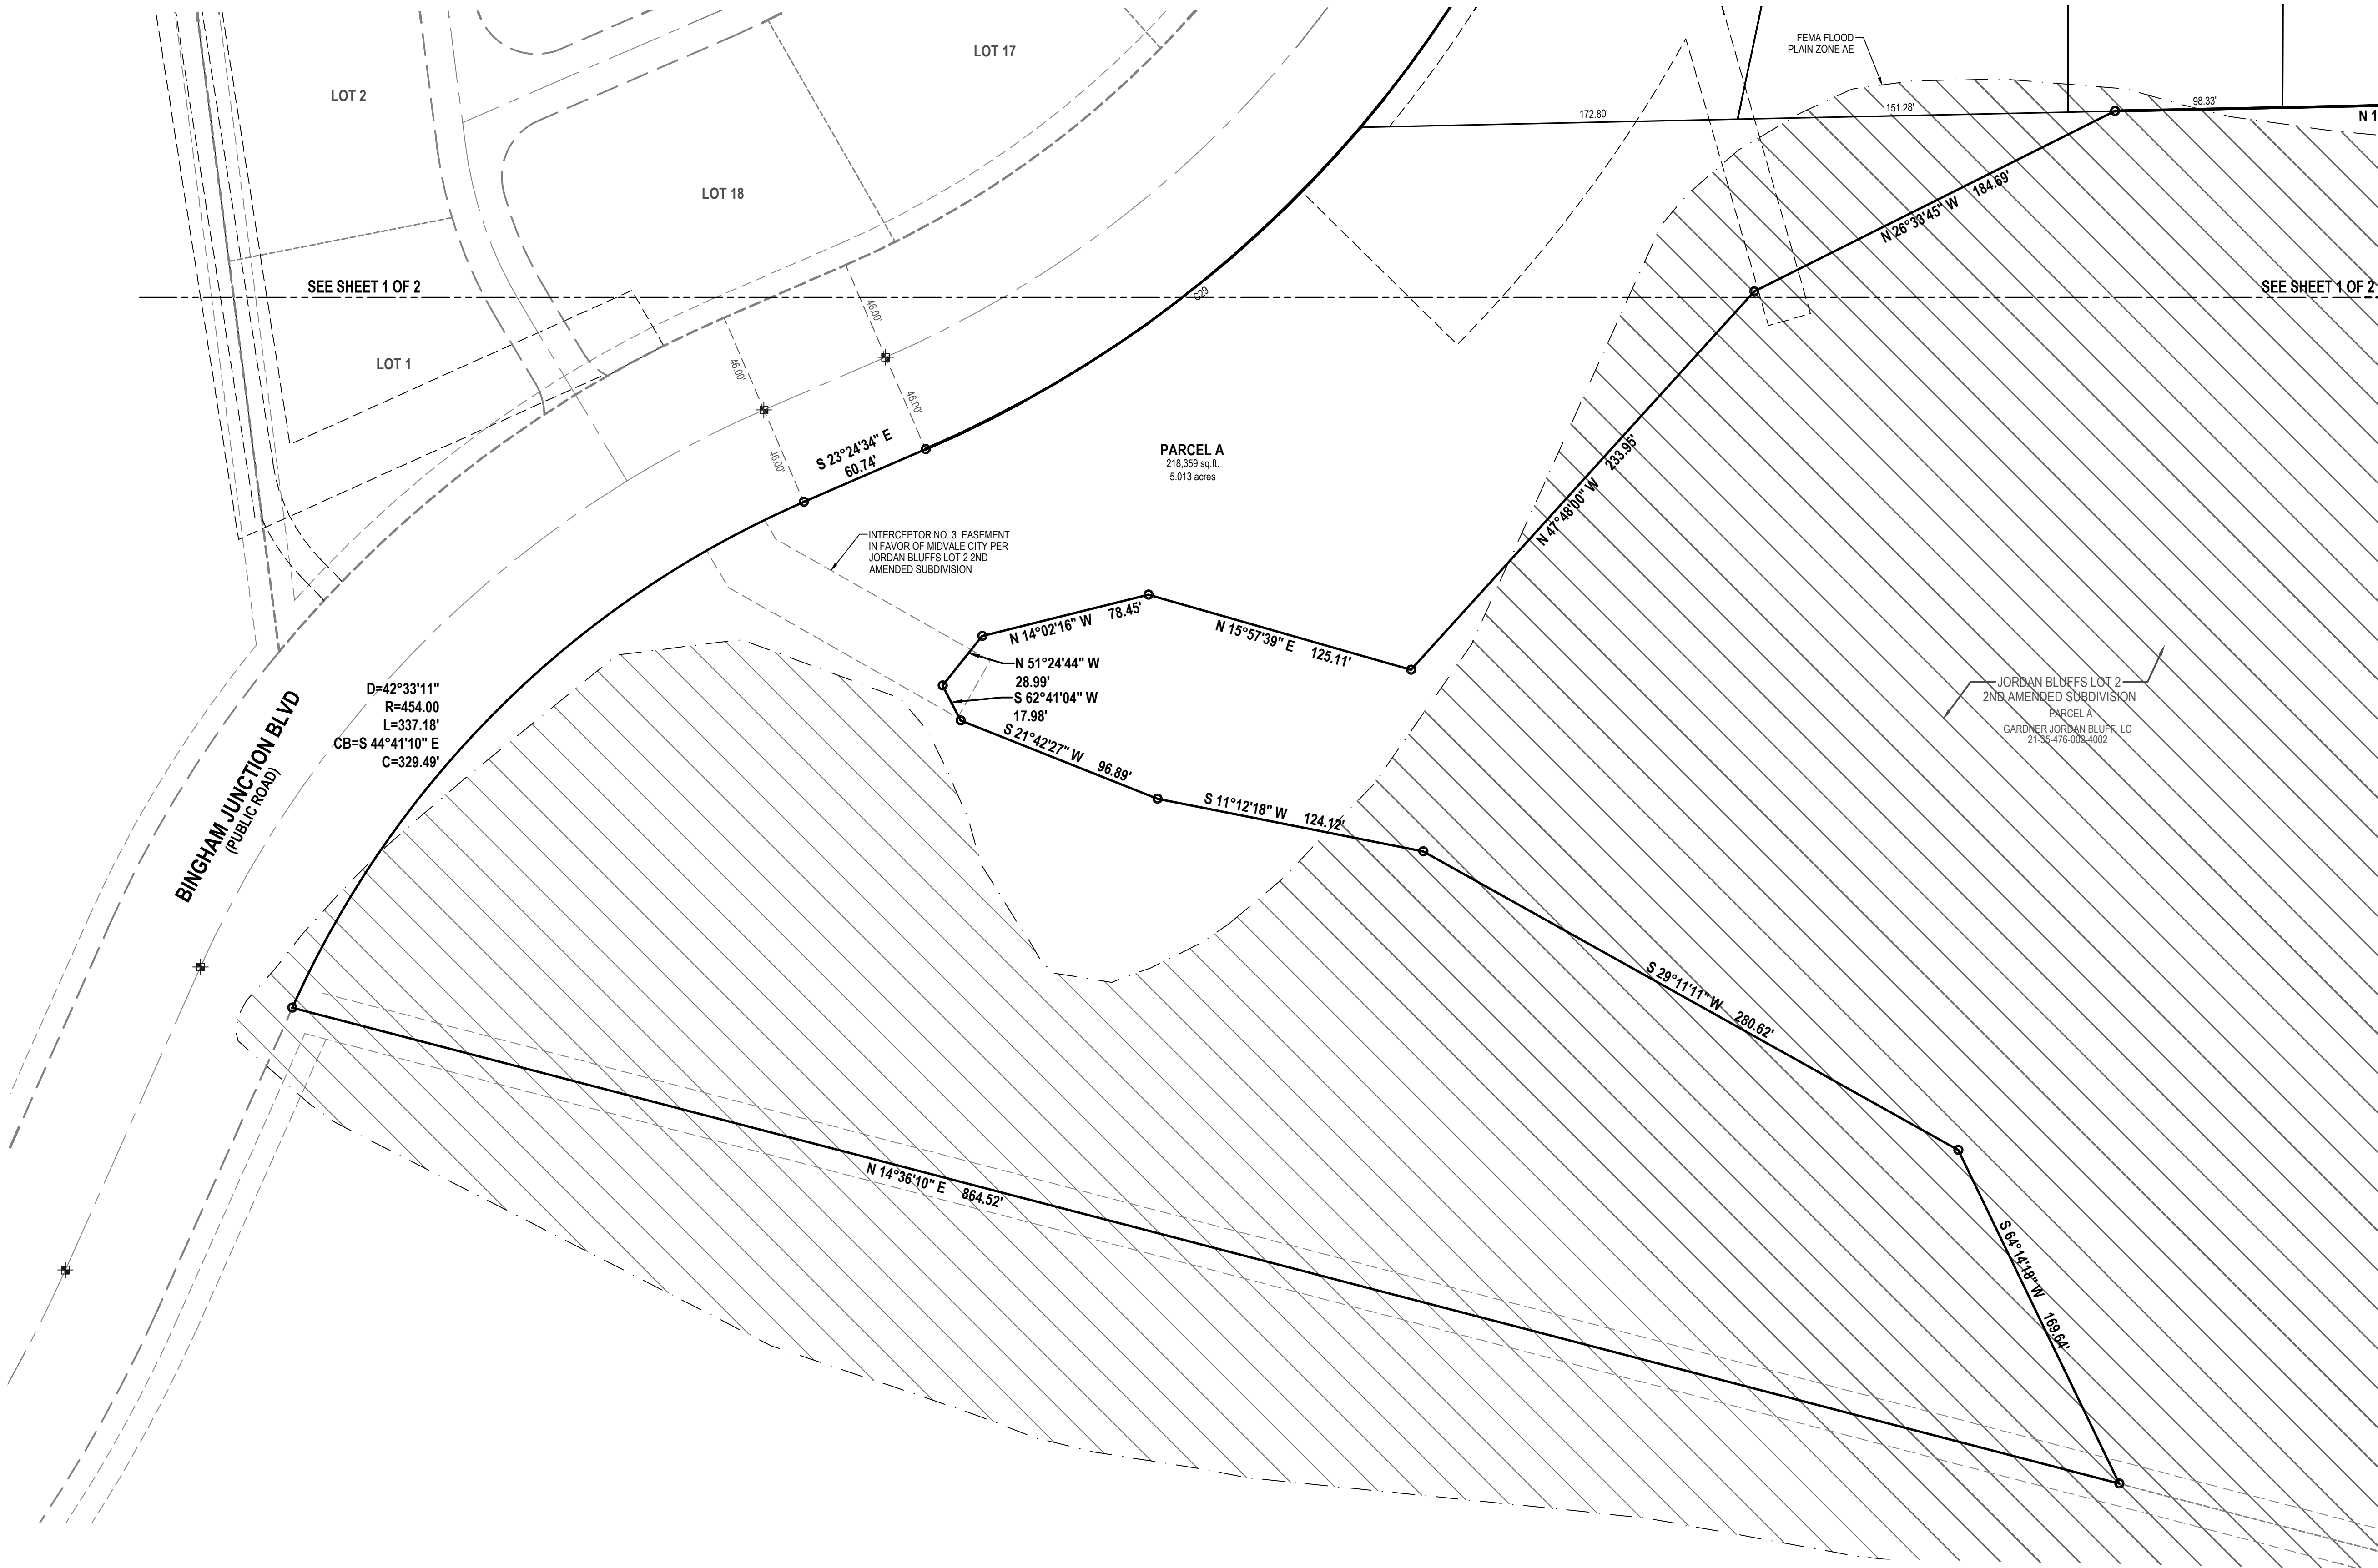 LOT 17
FEMA FLOOD
PLAIN ZONE AE
LOT 2
172.80'
151.28'
98.33'
N 1
LOT 18
N 26°33'45" W 184.69'
SEE SHEET 1 OF 2
C29
SEE SHEET 1 OF 2
46.00'
LOT 1
46.00'
46.00'
46.00'
S 23°24'34" E
60.74'
PARCEL A
218,359 sq.ft.
5.013 acres
N 47°48'00" W 233.95'
INTERCEPTOR NO. 3 EASEMENT
IN FAVOR OF MIDVALE CITY PER
JORDAN BLUFFS LOT 2 2ND
AMENDED SUBDIVISION
N 14°02'16" W 78.45'
N 15°57'39" E 125.11'
N 51°24'44" W
28.99'
S 62°41'04" W
17.98'
S 21°42'27" W 96.89'
S 11°12'18" W 124.12'
D=42°33'11"
R=454.00
L=337.18'
CB=S 44°41'10" E
C=329.49'
BINGHAM JUNCTION BLVD
(PUBLIC ROAD)
JORDAN BLUFFS LOT 2
2ND AMENDED SUBDIVISION
PARCEL A
GARDNER JORDAN BLUFF, LC
21-35-476-002-4002
S 29°11'11" W 280.62'
N 14°36'10" E 864.52'
S 64°14'18" W 169.64'